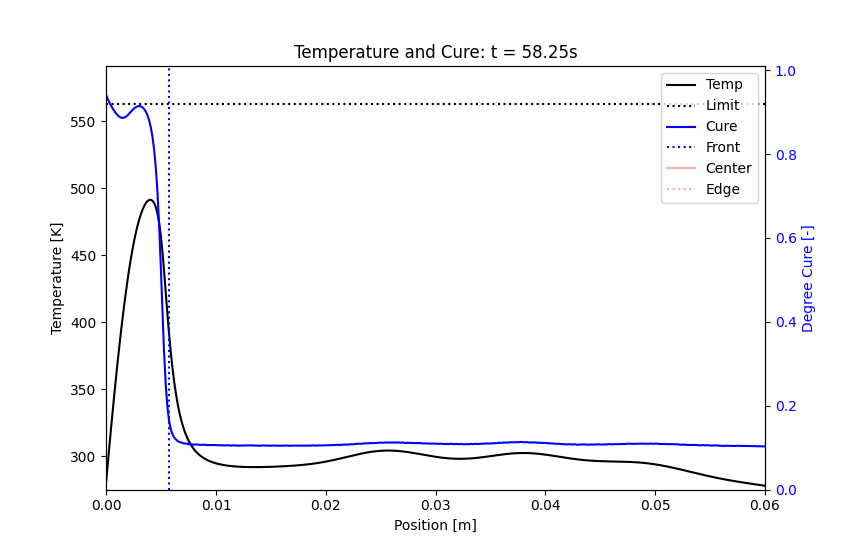 Temperature and Cure: t = 58.25s
Temp
Limit
Cure
Front
Center
Edge
550
500
450
400
350
300
Temperature [K]
1.0
0.8
0.6
0.4
0.2
0.0
Degree Cure [-]
0.00 0.01 0.02 0.03 0.04 0.05 0.06
Position [m]